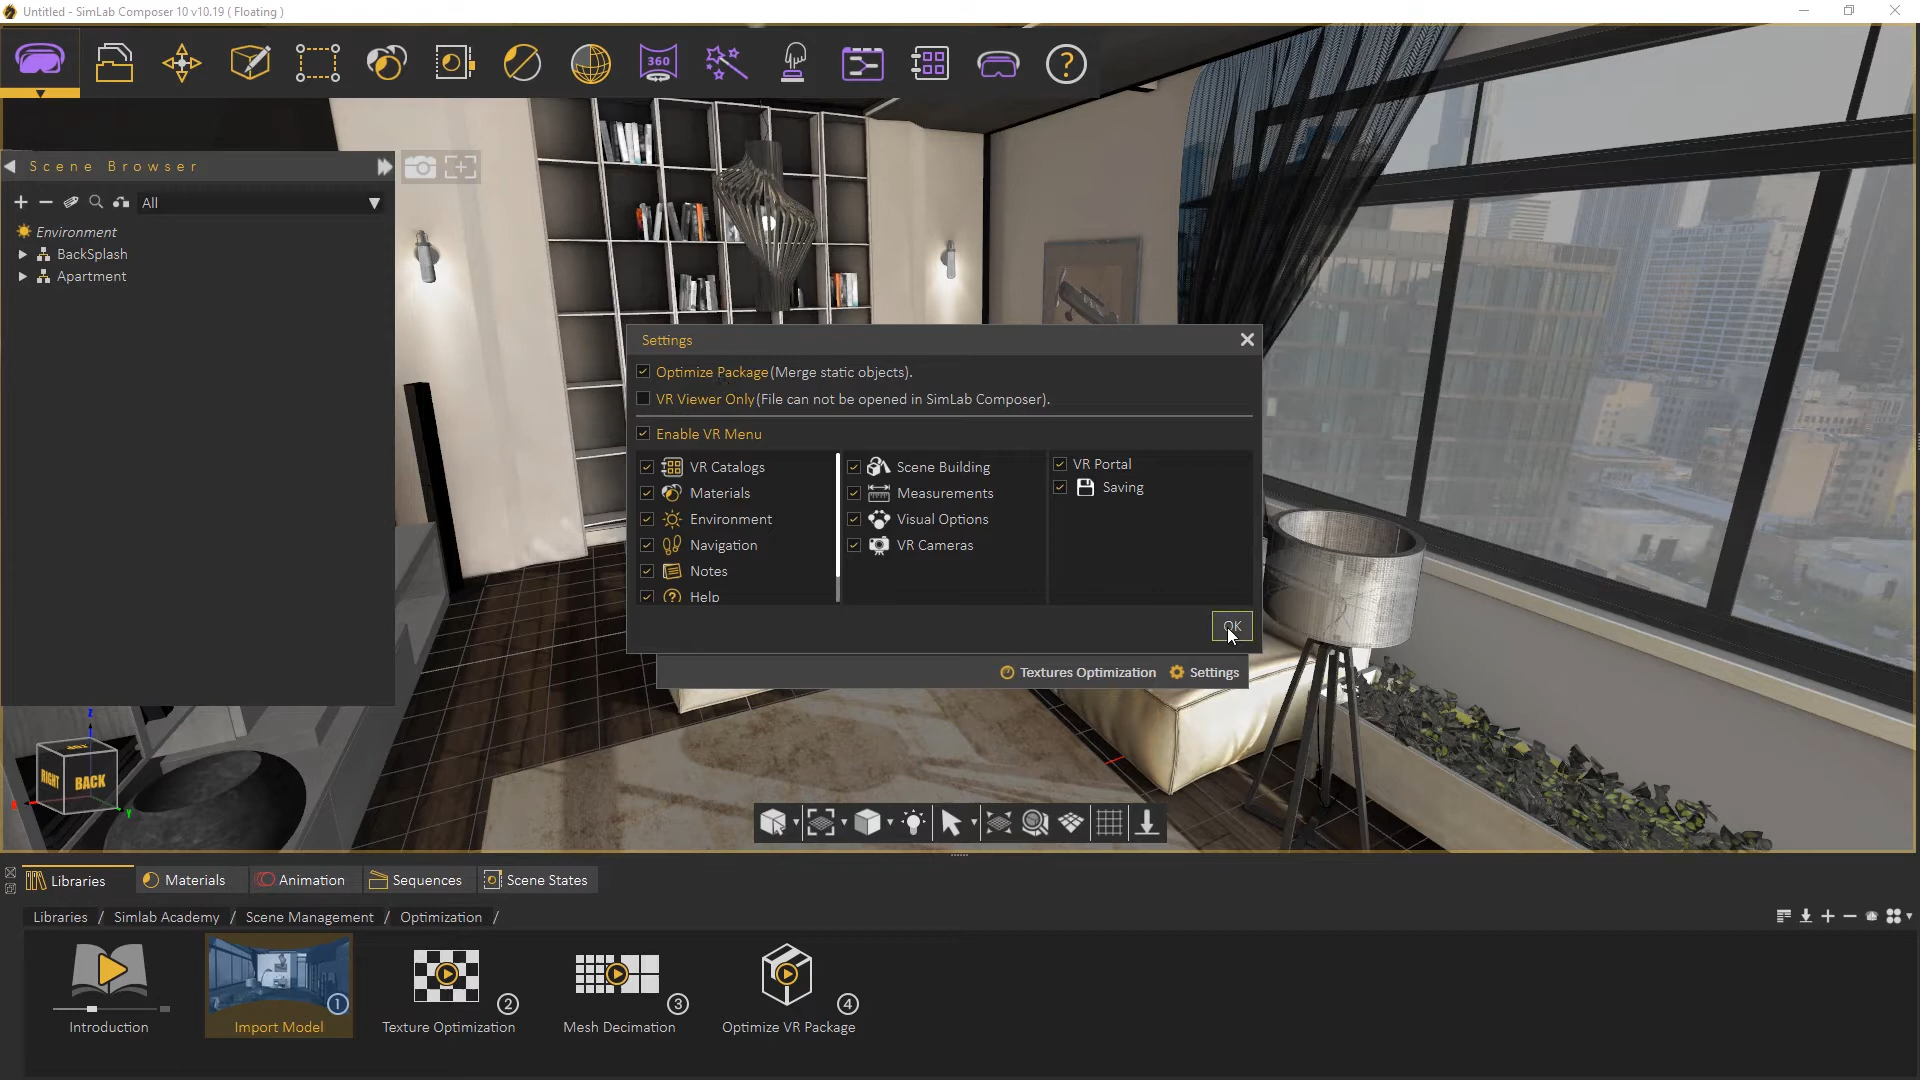 Untitled - SimLab Composer 10 v10.19 ( Floating )
360
?
Scene Browser
All
Environment
BackSplash
Apartment
Settings
Optimize Package(Merge static objects).
VR Viewer Only(File can not be opened in SimLab Composer).
Enable VR Menu
VR Catalogs
Scene Building
VR Portal
Materials
Measurements
Saving
Environment
Visual Options
Navigation
VR Cameras
Notes
Help
OK
Textures Optimization
Settings
Z
TOP
RIGHT
BACK
Y
Libraries
Materials
Animation
Sequences
Scene States
Libraries / Simlab Academy / Scene Management / Optimization /
1
2
3
4
Introduction
Import Model
Texture Optimization
Mesh Decimation
Optimize VR Package